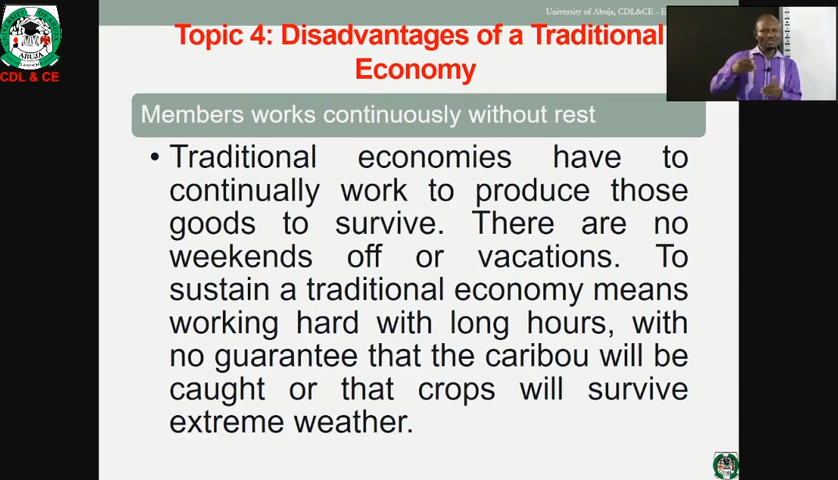 University of Abuja, CDL&CE - E
Topic 4: Disadvantages of a Traditional
Economy
CDL & CE
Members works continuously without rest
• Traditional economies have to
continually work to produce those
goods to survive. There are no
weekends off or vacations. To
sustain a traditional economy means
working hard with long hours, with
no guarantee that the caribou will be
caught or that crops will survive
extreme weather.